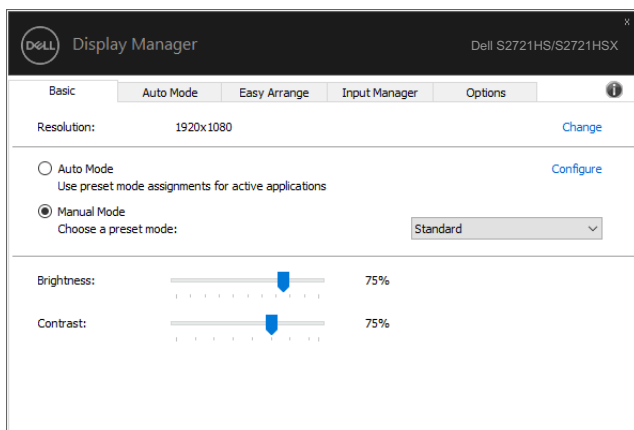 DELL Display Manager Dell S2721HS/S2721HSX
x
Basic Auto Mode Easy Arrange Input Manager Options i
Resolution: 1920x1080 Change
Auto Mode Configure
Use preset mode assignments for active applications
Manual Mode
Choose a preset mode: Standard
Brightness: 75%
Contrast: 75%